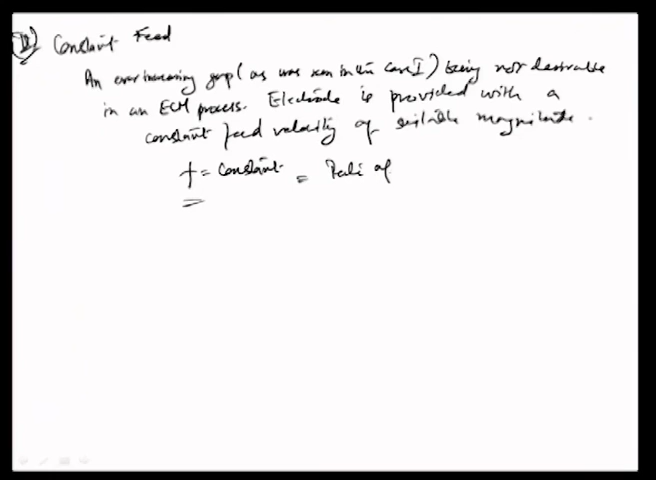 II) Constant Feed
An ever increasing gap (as was seen in the Case I) being not desirable
in an ECM process. Electrode is provided with a
constant feed velocity of suitable magnitude.
f = Constant = Rate of